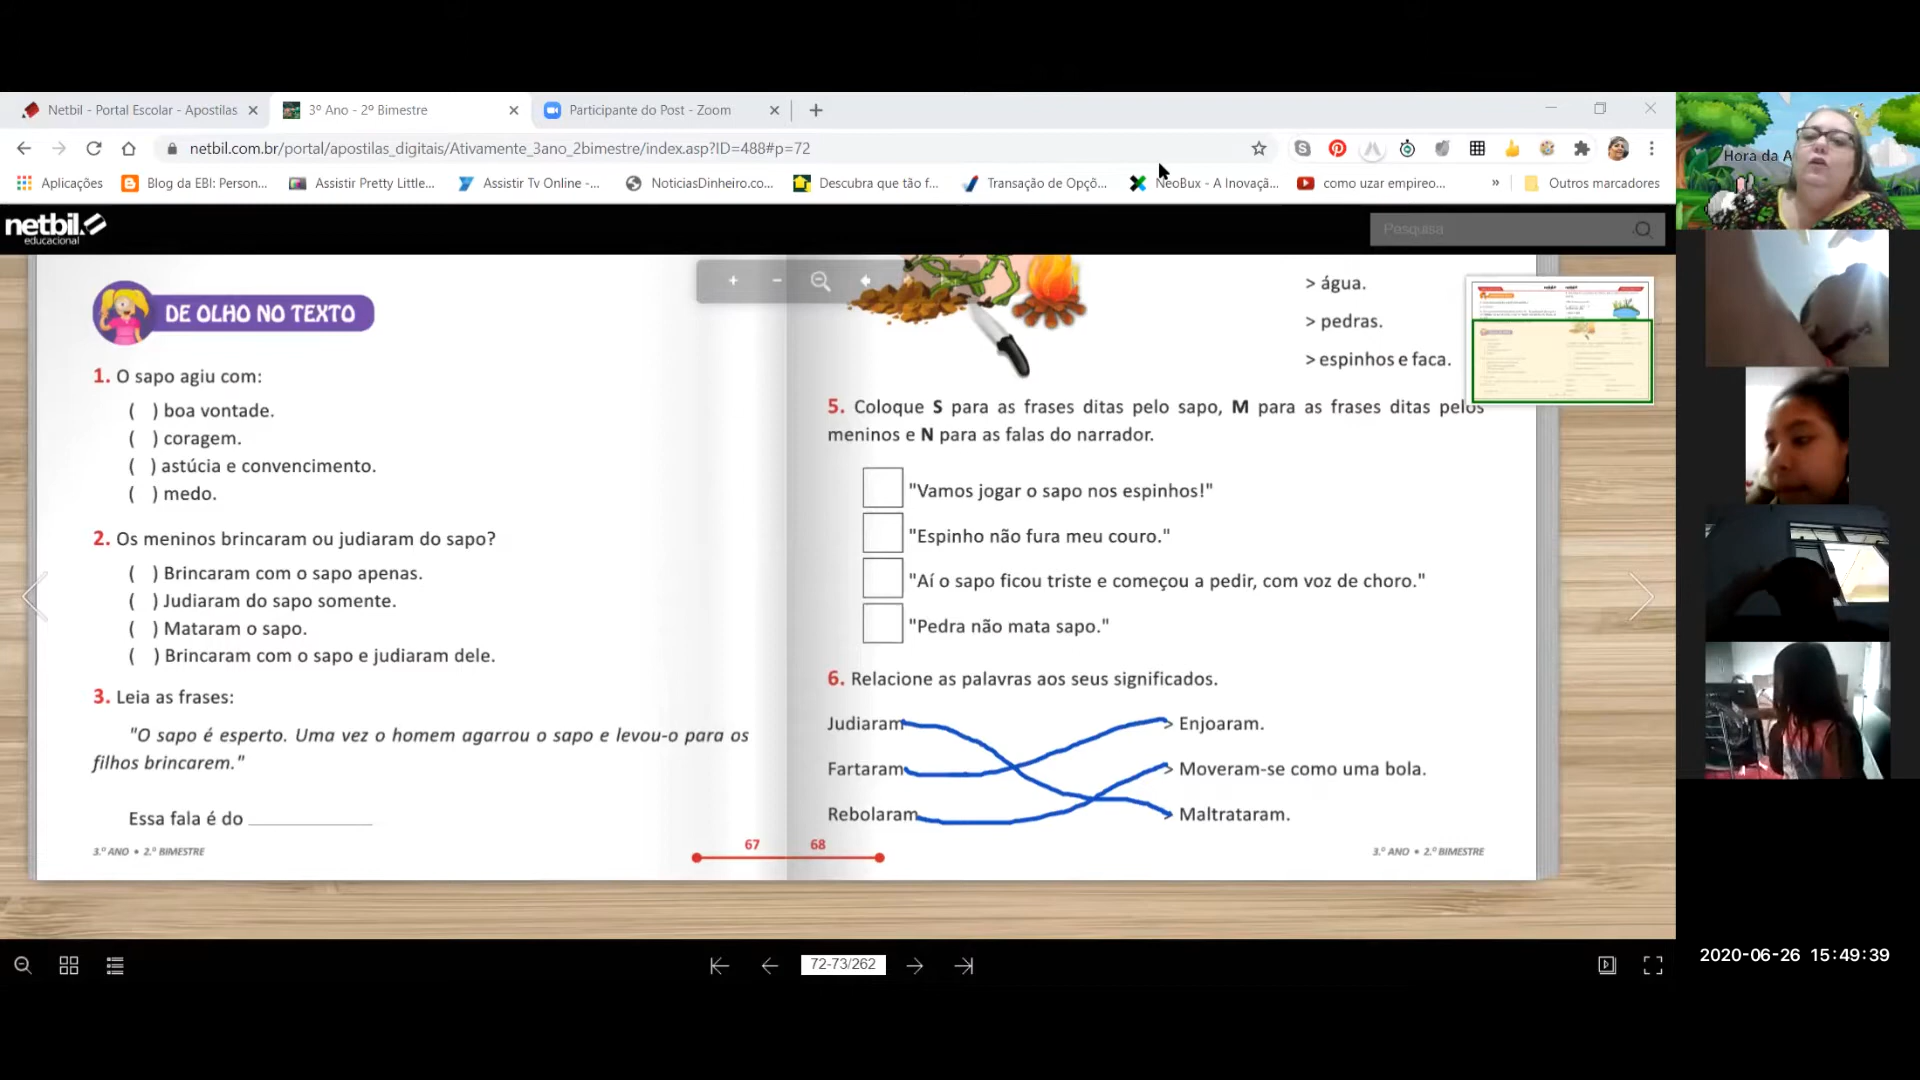 Netbil - Portal Escolar - Apostilas
3º Ano - 2º Bimestre
Participante do Post - Zoom
netbil.com.br/portal/apostilas_digitais/Ativamente_3ano_2bimestre/index.asp?ID=488#p=72
Aplicações
Blog da EBI: Person...
Assistir Pretty Little...
Assistir Tv Online -...
NoticiasDinheiro.co...
Descubra que tão f...
Transação de Opçõ...
NeoBux - A Inovaçã...
como uzar empireo...
»
Outros marcadores
Hora da A
netbil
educacional
Pesquisa
DE OLHO NO TEXTO
1. O sapo agiu com:
( ) boa vontade.
( ) coragem.
( ) astúcia e convencimento.
( ) medo.
2. Os meninos brincaram ou judiaram do sapo?
( ) Brincaram com o sapo apenas.
( ) Judiaram do sapo somente.
( ) Mataram o sapo.
( ) Brincaram com o sapo e judiaram dele.
3. Leia as frases:
"O sapo é esperto. Uma vez o homem agarrou o sapo e levou-o para os
filhos brincarem."
Essa fala é do ____________
3.º ANO • 2.º BIMESTRE
67
> água.
> pedras.
> espinhos e faca.
5. Coloque S para as frases ditas pelo sapo, M para as frases ditas pelos
meninos e N para as falas do narrador.
"Vamos jogar o sapo nos espinhos!"
"Espinho não fura meu couro."
"Aí o sapo ficou triste e começou a pedir, com voz de choro."
"Pedra não mata sapo."
6. Relacione as palavras aos seus significados.
Judiaram > Enjoaram.
Fartaram > Moveram-se como uma bola.
Rebolaram > Maltrataram.
68
3.º ANO • 2.º BIMESTRE
72-73/262
2020-06-26 15:49:39